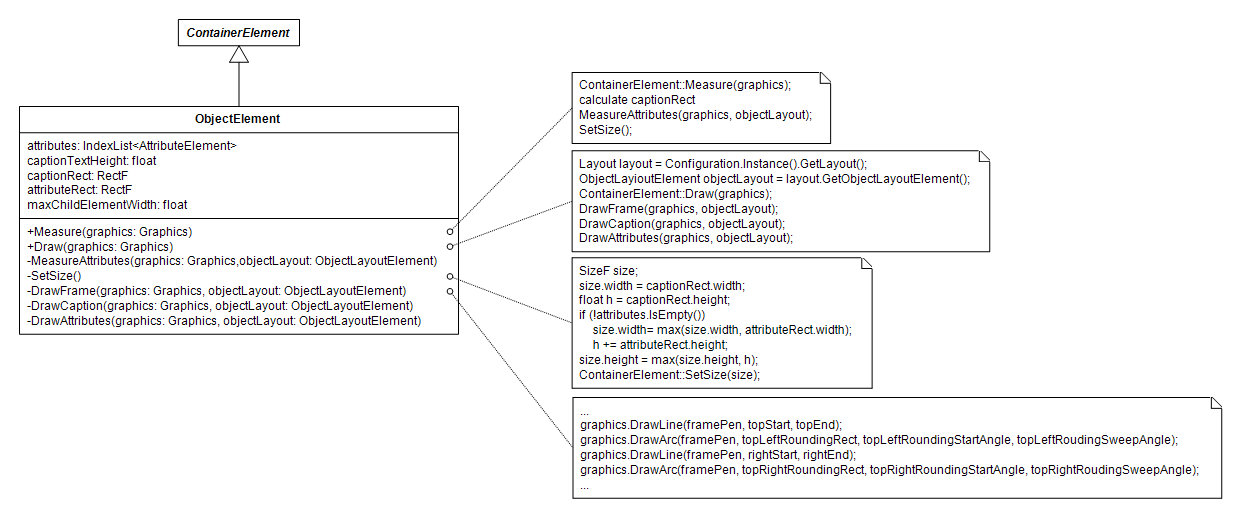 ContainerElement
ObjectElement
attributes: IndexList<AttributeElement>
captionTextHeight: float
captionRect: RectF
attributeRect: RectF
maxChildElementWidth: float
+Measure(graphics: Graphics)
+Draw(graphics: Graphics)
-MeasureAttributes(graphics: Graphics,objectLayout: ObjectLayoutElement)
-SetSize()
-DrawFrame(graphics: Graphics, objectLayout: ObjectLayoutElement)
-DrawCaption(graphics: Graphics, objectLayout: ObjectLayoutElement)
-DrawAttributes(graphics: Graphics, objectLayout: ObjectLayoutElement)
ContainerElement::Measure(graphics);
calculate captionRect
MeasureAttributes(graphics, objectLayout);
SetSize();
Layout layout = Configuration.Instance().GetLayout();
ObjectLayioutElement objectLayout = layout.GetObjectLayoutElement();
ContainerElement::Draw(graphics);
DrawFrame(graphics, objectLayout);
DrawCaption(graphics, objectLayout);
DrawAttributes(graphics, objectLayout);
SizeF size;
size.width = captionRect.width;
float h = captionRect.height;
if (!attributes.IsEmpty())
size.width= max(size.width, attributeRect.width);
h += attributeRect.height;
size.height = max(size.height, h);
ContainerElement::SetSize(size);
...
graphics.DrawLine(framePen, topStart, topEnd);
graphics.DrawArc(framePen, topLeftRoundingRect, topLeftRoundingStartAngle, topLeftRoudingSweepAngle);
graphics.DrawLine(framePen, rightStart, rightEnd);
graphics.DrawArc(framePen, topRightRoundingRect, topRightRoundingStartAngle, topRightRoudingSweepAngle);
...